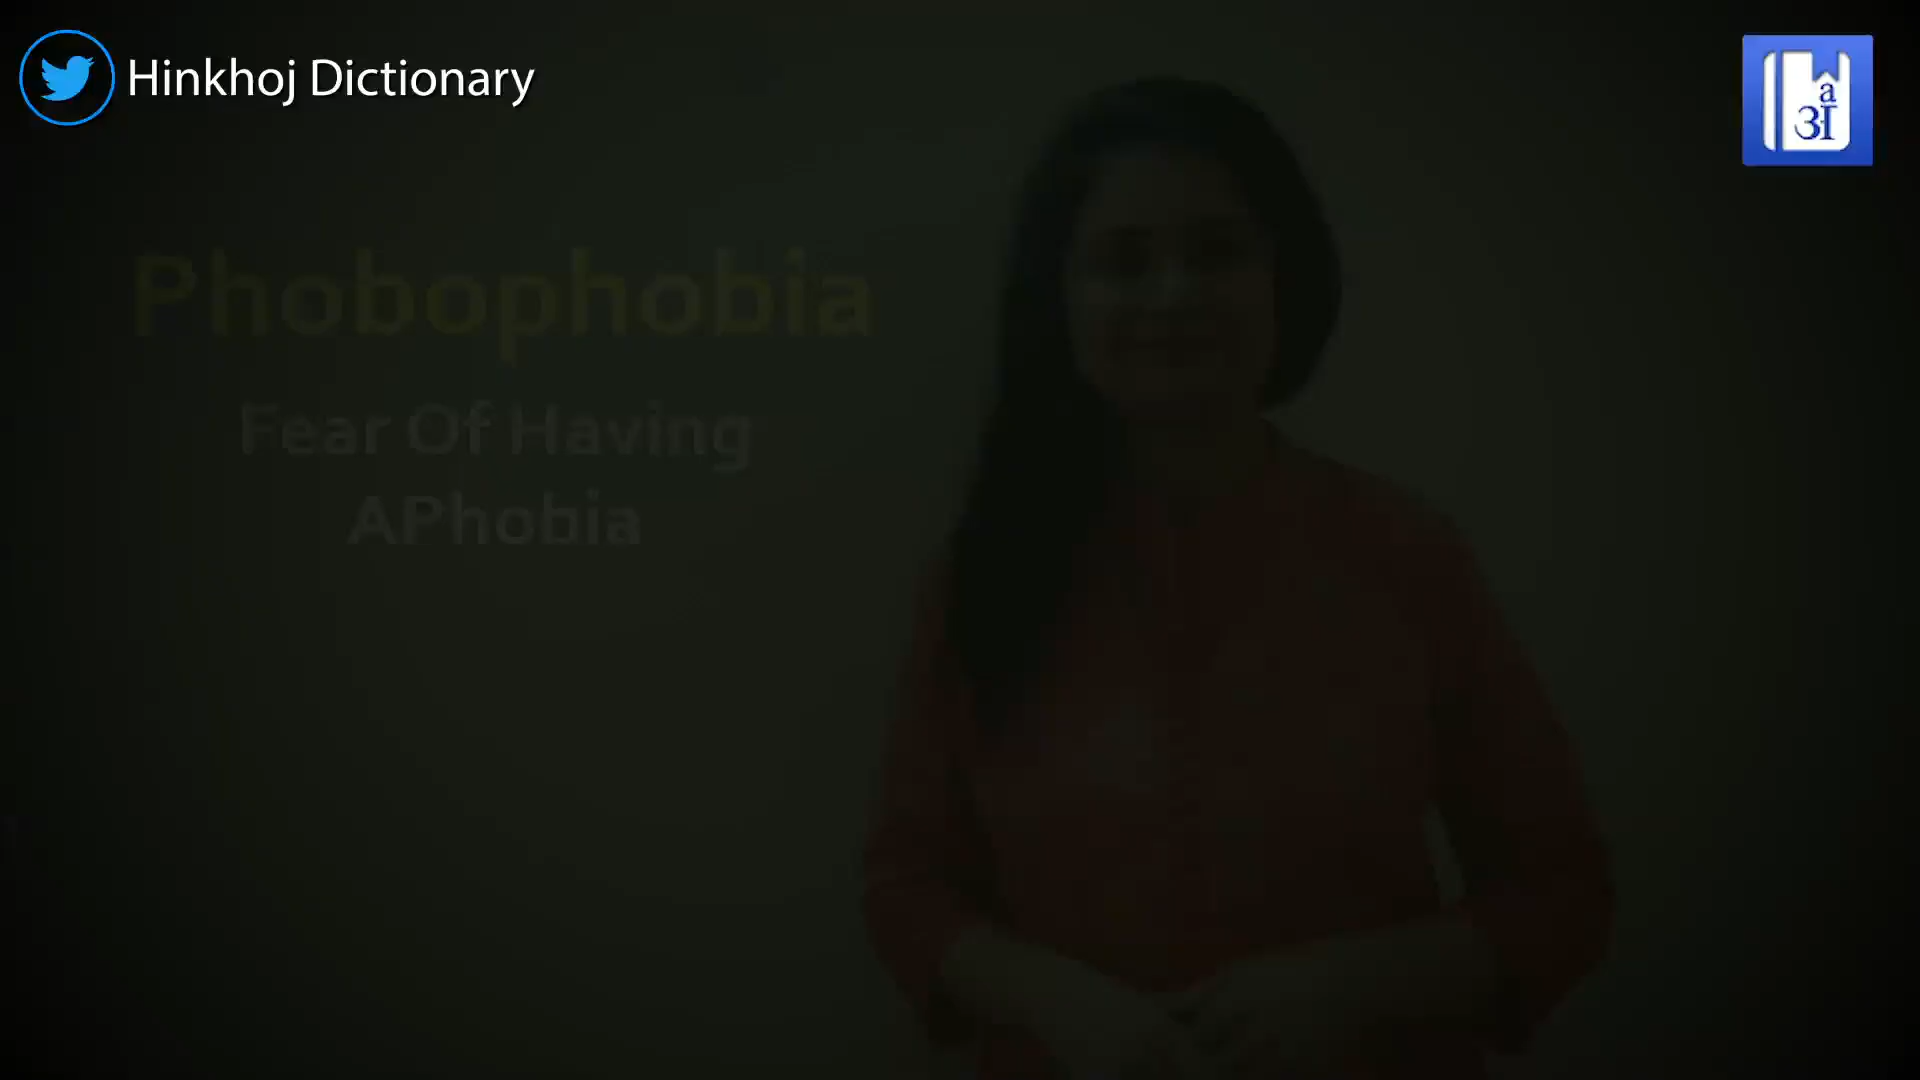 Hinkhoj Dictionary
a
अ
Phobophobia
Fear Of Having
APhobia